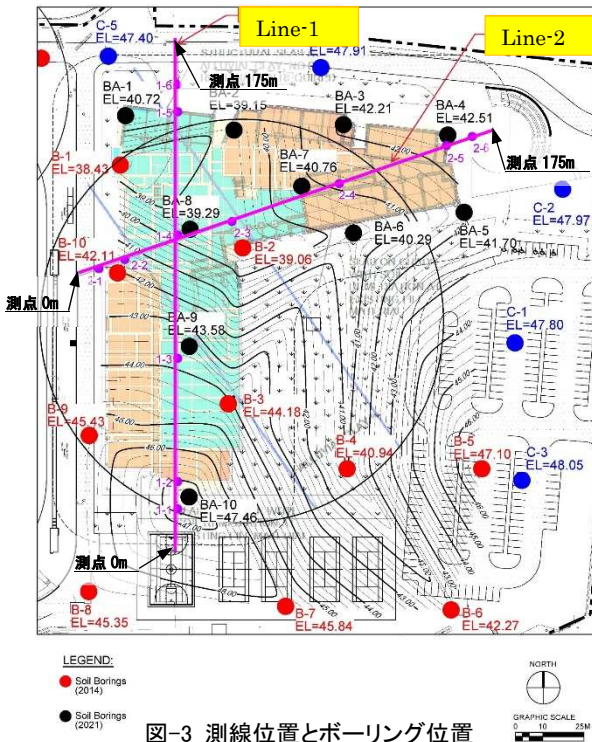 Line-1
Line-2
C-5
EL=47.40
EL=47.91
測点 175m
1-6
1-5
BA-1
EL=40.72
BA-2
EL=39.15
BA-3
EL=42.21
BA-4
EL=42.51
2-6
2-5
測点 175m
B-1
EL=38.43
BA-7
EL=40.76
2-4
C-2
EL=47.97
BA-8
EL=39.29
2-3
1-4
B-10
EL=42.11
2-2
2-1
B-2
EL=39.06
BA-6
EL=40.29
BA-5
EL=41.70
測点 0m
C-1
EL=47.80
BA-9
EL=43.58
1-3
43.00
44.00
B-3
EL=44.18
B-9
EL=45.43
B-4
EL=40.94
B-5
EL=47.10
C-3
EL=48.05
1-2
1-1
BA-10
EL=47.46
測点 0m
B-8
EL=45.35
B-7
EL=45.84
B-6
EL=42.27
LEGEND:
Soil Borings
(2014)
Soil Borings
(2021)
NORTH
GRAPHIC SCALE
0 10 25M
図-3 測線位置とボーリング位置